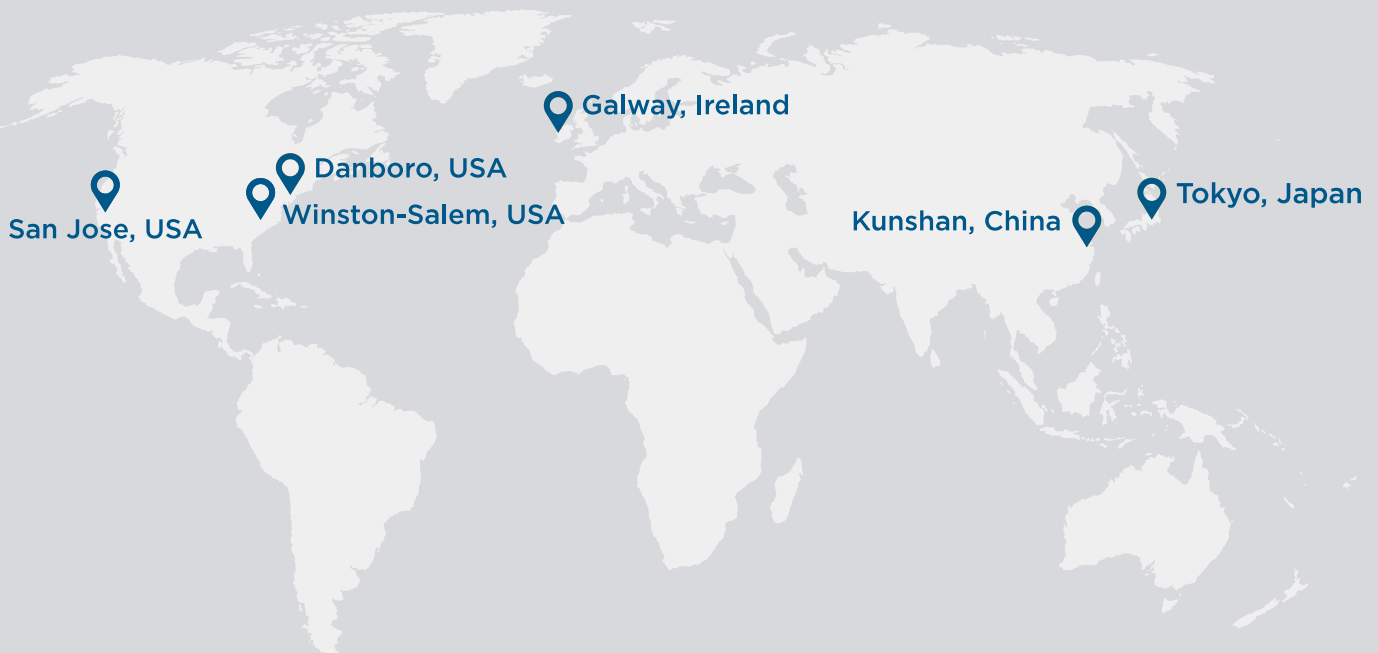 Galway, Ireland
Danboro, USA
Winston-Salem, USA
San Jose, USA
Tokyo, Japan
Kunshan, China